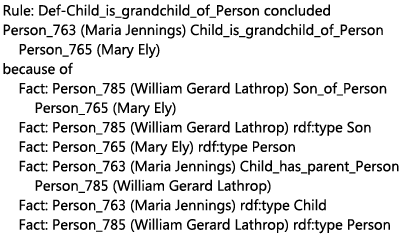 Rule: Def-Child_is_grandchild_of_Person concluded
Person_763 (Maria Jennings) Child_is_grandchild_of_Person
Person_765 (Mary Ely)
because of
Fact: Person_785 (William Gerard Lathrop) Son_of_Person
Person_765 (Mary Ely)
Fact: Person_785 (William Gerard Lathrop) rdf:type Son
Fact: Person_765 (Mary Ely) rdf:type Person
Fact: Person_763 (Maria Jennings) Child_has_parent_Person
Person_785 (William Gerard Lathrop)
Fact: Person_763 (Maria Jennings) rdf:type Child
Fact: Person_785 (William Gerard Lathrop) rdf:type Person